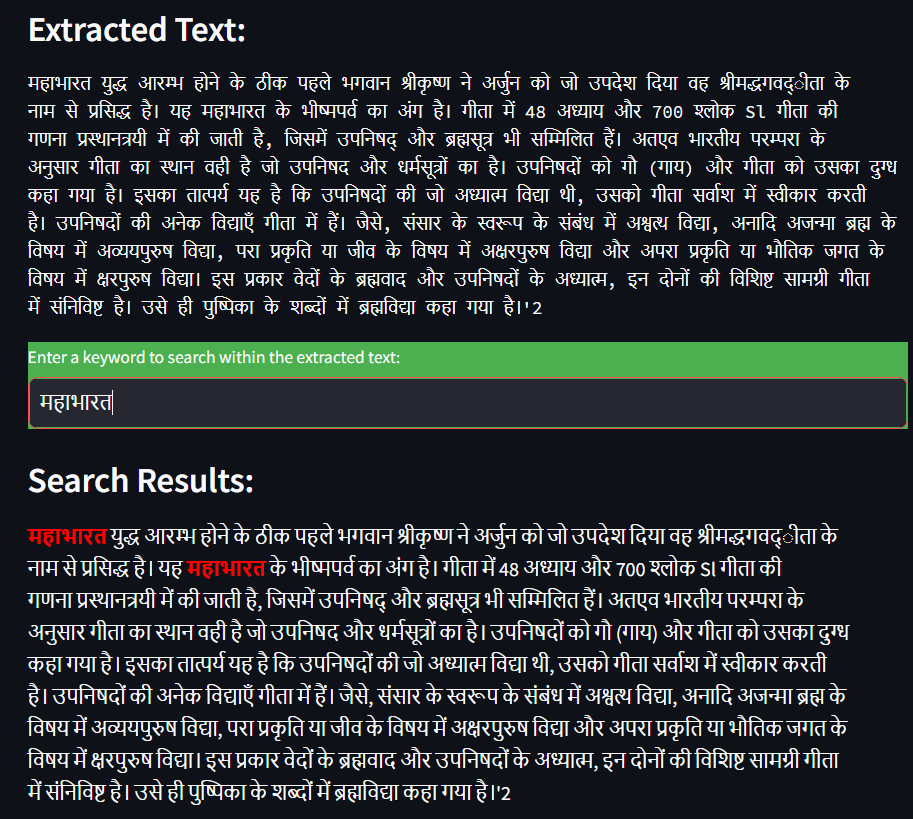 Extracted Text:
महाभारत युद्ध आरम्भ होने के ठीक पहले भगवान श्रीकृष्ण ने अर्जुन को जो उपदेश दिया वह श्रीमद्धगवद्ीता के
नाम से प्रसिद्ध है। यह महाभारत के भीष्मपर्व का अंग है। गीता में 48 अध्याय और 700 श्लोक Sl गीता की
गणना प्रस्थानत्रयी में की जाती है, जिसमें उपनिषद् और ब्रह्मसूत्र भी सम्मिलित हैं। अतएव भारतीय परम्परा के
अनुसार गीता का स्थान वही है जो उपनिषद और धर्मसूत्रों का है। उपनिषदों को गौ (गाय) और गीता को उसका दुग्ध
कहा गया है। इसका तात्पर्य यह है कि उपनिषदों की जो अध्यात्म विद्या थी, उसको गीता सर्वाश में स्वीकार करती
है। उपनिषदों की अनेक विद्याएँ गीता में हैं। जैसे, संसार के स्वरूप के संबंध में अश्वत्थ विद्या, अनादि अजन्मा ब्रह्म के
विषय में अव्ययपुरुष विद्या, परा प्रकृति या जीव के विषय में अक्षरपुरुष विद्या और अपरा प्रकृति या भौतिक जगत के
विषय में क्षरपुरुष विद्या। इस प्रकार वेदों के ब्रह्मवाद और उपनिषदों के अध्यात्म, इन दोनों की विशिष्ट सामग्री गीता
में संनिविष्ट है। उसे ही पुष्पिका के शब्दों में ब्रह्मविद्या कहा गया है।'2
Enter a keyword to search within the extracted text:
महाभारत
Search Results:
महाभारत युद्ध आरम्भ होने के ठीक पहले भगवान श्रीकृष्ण ने अर्जुन को जो उपदेश दिया वह श्रीमद्धगवद्ीता के
नाम से प्रसिद्ध है। यह महाभारत के भीष्मपर्व का अंग है। गीता में 48 अध्याय और 700 श्लोक Sl गीता की
गणना प्रस्थानत्रयी में की जाती है, जिसमें उपनिषद् और ब्रह्मसूत्र भी सम्मिलित हैं। अतएव भारतीय परम्परा के
अनुसार गीता का स्थान वही है जो उपनिषद और धर्मसूत्रों का है। उपनिषदों को गौ (गाय) और गीता को उसका दुग्ध
कहा गया है। इसका तात्पर्य यह है कि उपनिषदों की जो अध्यात्म विद्या थी, उसको गीता सर्वाश में स्वीकार करती
है। उपनिषदों की अनेक विद्याएँ गीता में हैं। जैसे, संसार के स्वरूप के संबंध में अश्वत्थ विद्या, अनादि अजन्मा ब्रह्म के
विषय में अव्ययपुरुष विद्या, परा प्रकृति या जीव के विषय में अक्षरपुरुष विद्या और अपरा प्रकृति या भौतिक जगत के
विषय में क्षरपुरुष विद्या। इस प्रकार वेदों के ब्रह्मवाद और उपनिषदों के अध्यात्म, इन दोनों की विशिष्ट सामग्री गीता
में संनिविष्ट है। उसे ही पुष्पिका के शब्दों में ब्रह्मविद्या कहा गया है।'2